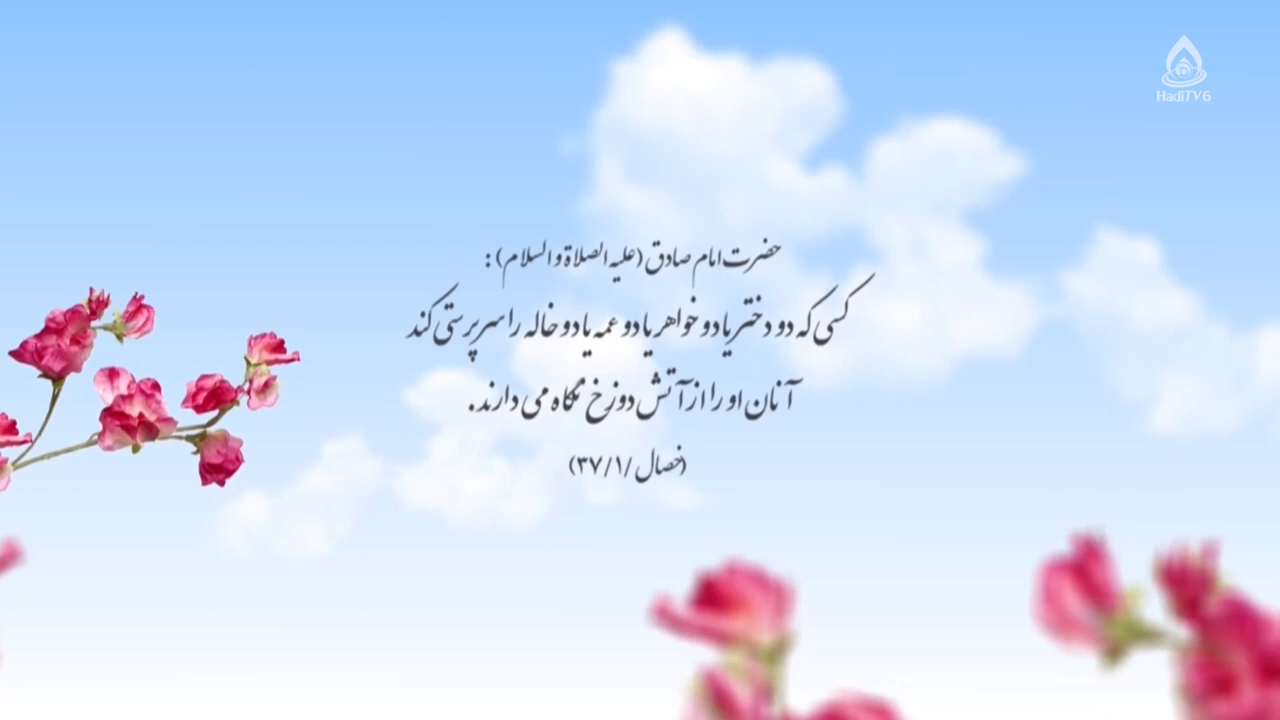 HadiTV6
حضرت امام صادق (علیه الصلاة و السلام) :
کسی که دو دختر یا دو خواهر یا دو عمه یا دو خاله را سرپرستی کند
آنان او را از آتش دوزخ نگاه می دارند.
(خصال /۳۷/۱)